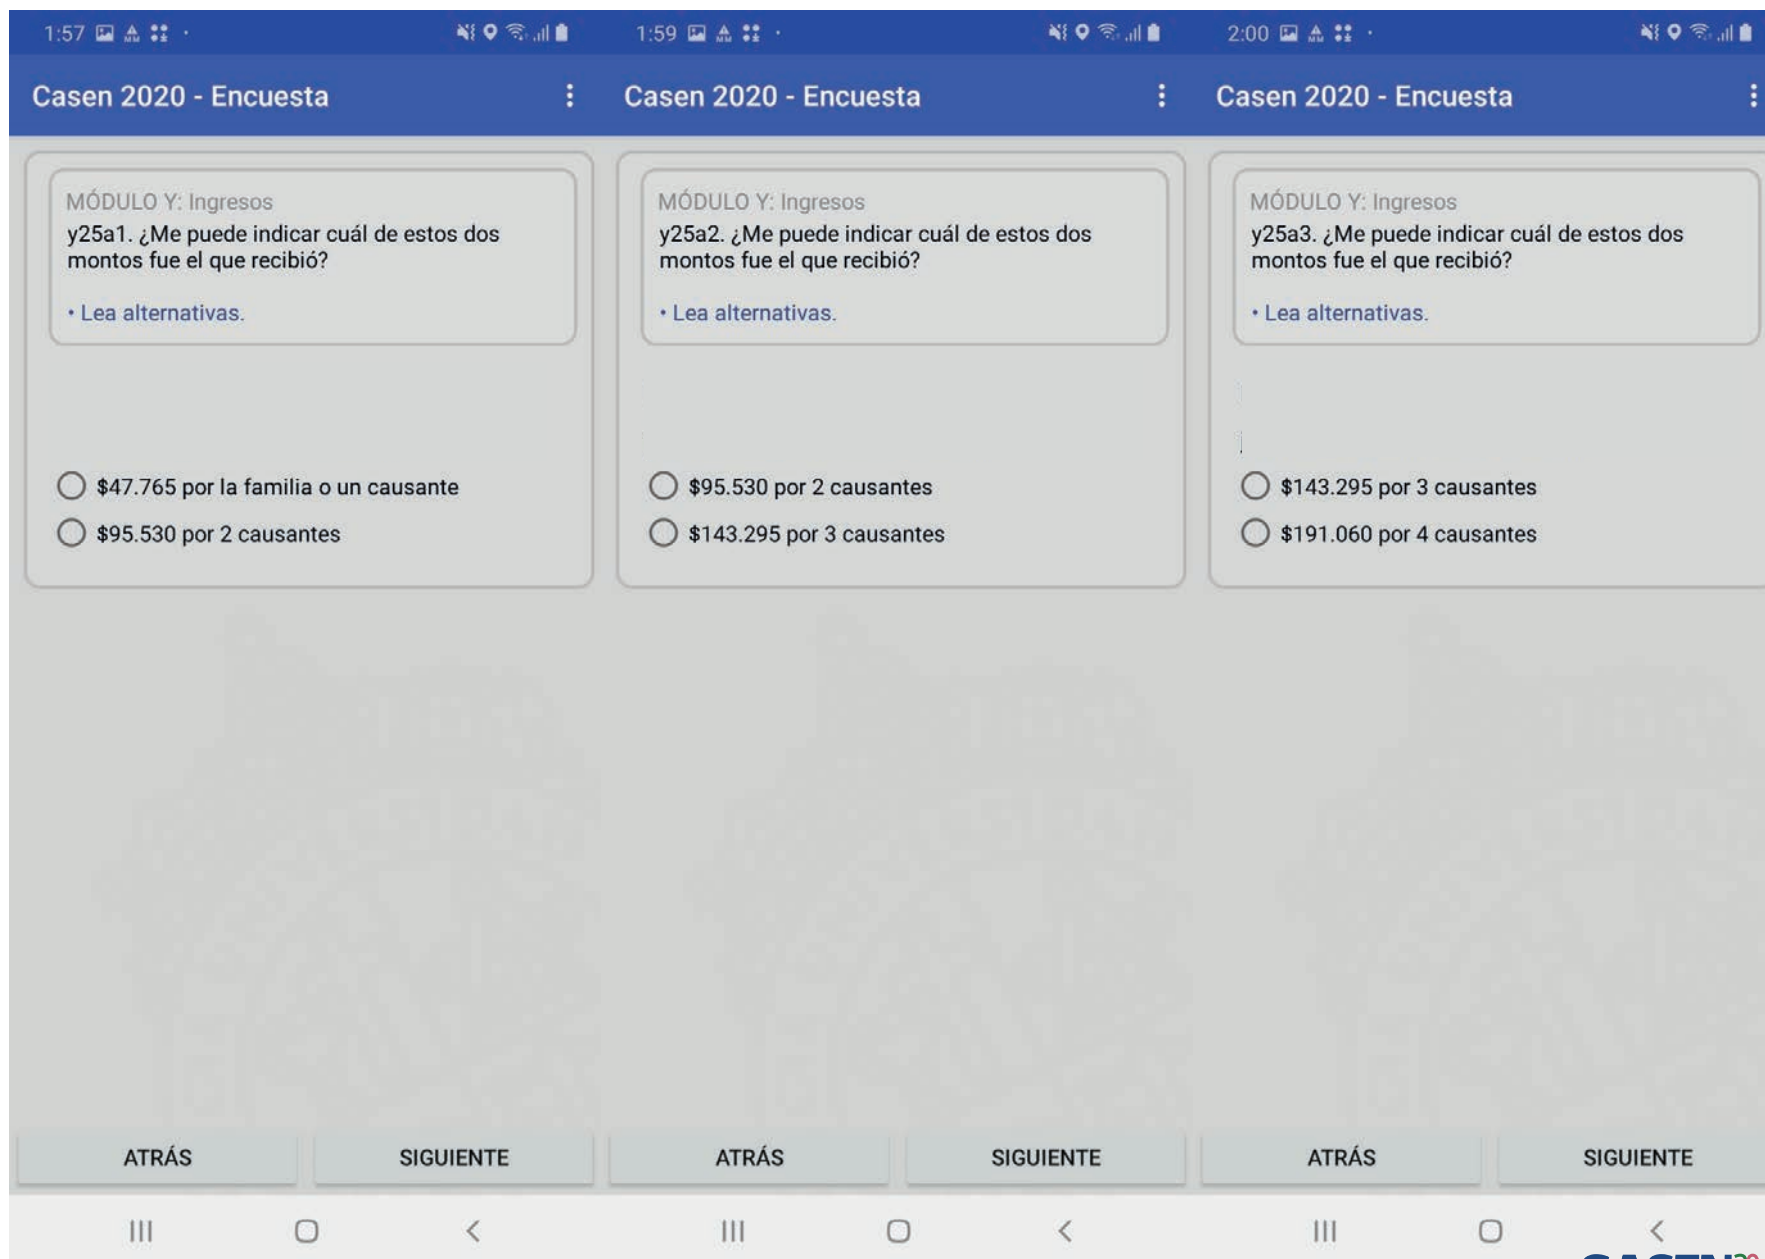 1:57
Casen 2020 - Encuesta
MÓDULO Y: Ingresos
y25a1. ¿Me puede indicar cuál de estos dos
montos fue el que recibió?
• Lea alternativas.
$47.765 por la familia o un causante
$95.530 por 2 causantes
ATRÁS
SIGUIENTE
1:59
Casen 2020 - Encuesta
MÓDULO Y: Ingresos
y25a2. ¿Me puede indicar cuál de estos dos
montos fue el que recibió?
• Lea alternativas.
$95.530 por 2 causantes
$143.295 por 3 causantes
ATRÁS
SIGUIENTE
2:00
Casen 2020 - Encuesta
MÓDULO Y: Ingresos
y25a3. ¿Me puede indicar cuál de estos dos
montos fue el que recibió?
• Lea alternativas.
$143.295 por 3 causantes
$191.060 por 4 causantes
ATRÁS
SIGUIENTE